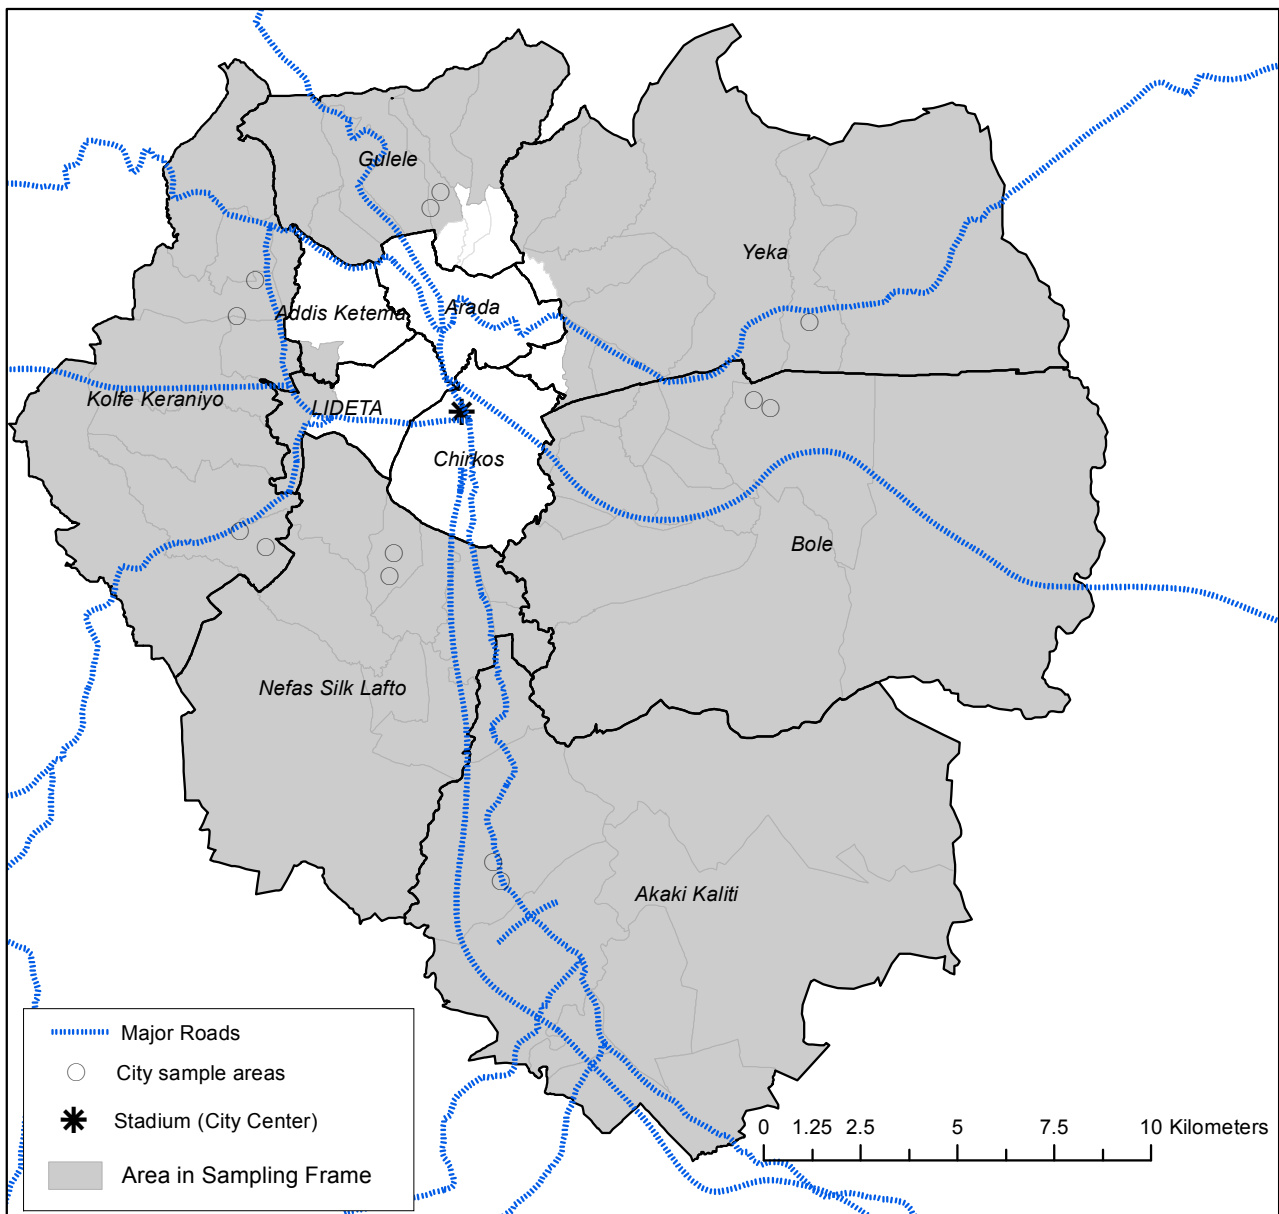 Gulele
Yeka
Addis Ketema
Arada
Kolfe Keraniyo
LIDETA
Chirkos
Bole
Nefas Silk Lafto
Akaki Kaliti
Major Roads
City sample areas
Stadium (City Center)
Area in Sampling Frame
0 1.25 2.5 5 7.5 10 Kilometers